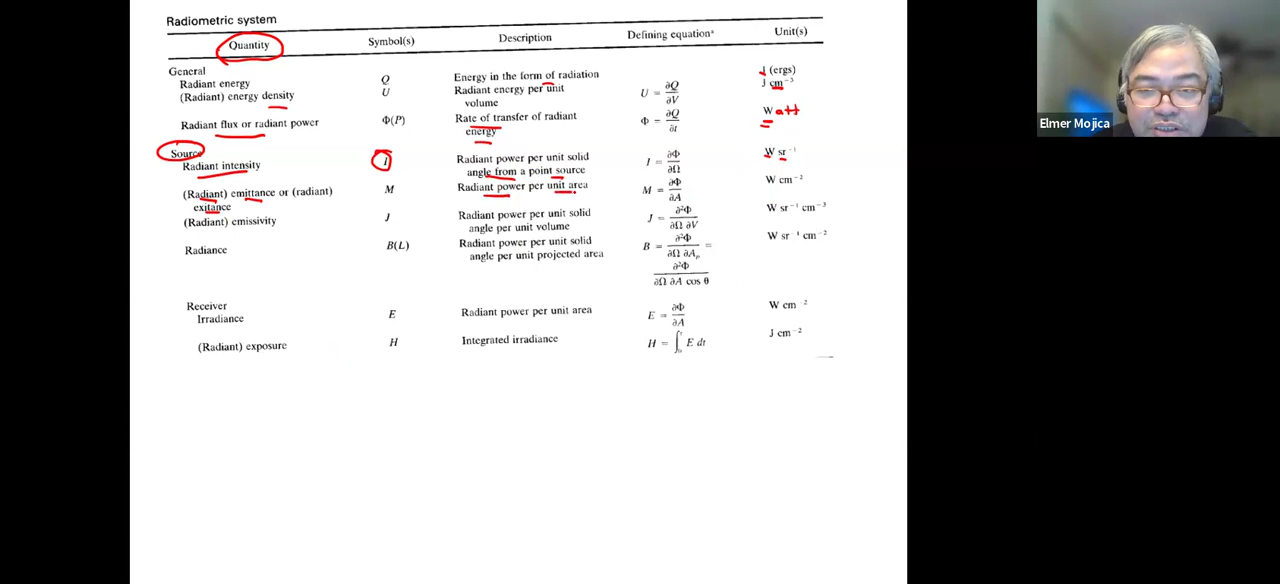 Radiometric system
Quantity Symbol(s) Description Defining equation* Unit(s)
General
Radiant energy Q Energy in the form of radiation J (ergs)
(Radiant) energy density U Radiant energy per unit volume U = ∂Q/∂V J cm⁻³
Radiant flux or radiant power Φ(P) Rate of transfer of radiant energy Φ = ∂Q/∂t W att
Source
Radiant intensity I Radiant power per unit solid angle from a point source I = ∂Φ/∂Ω W sr⁻¹
(Radiant) emittance or (radiant) exitance M Radiant power per unit area M = ∂Φ/∂A W cm⁻²
(Radiant) emissivity J Radiant power per unit solid angle per unit volume J = ∂²Φ/∂Ω ∂V W sr⁻¹ cm⁻³
Radiance B(L) Radiant power per unit solid angle per unit projected area B = ∂²Φ/∂Ω ∂Aₚ = ∂²Φ/∂Ω ∂A cos θ W sr⁻¹ cm⁻²
Receiver
Irradiance E Radiant power per unit area E = ∂Φ/∂A W cm⁻²
(Radiant) exposure H Integrated irradiance H = ∫ E dt J cm⁻²
Elmer Mojica